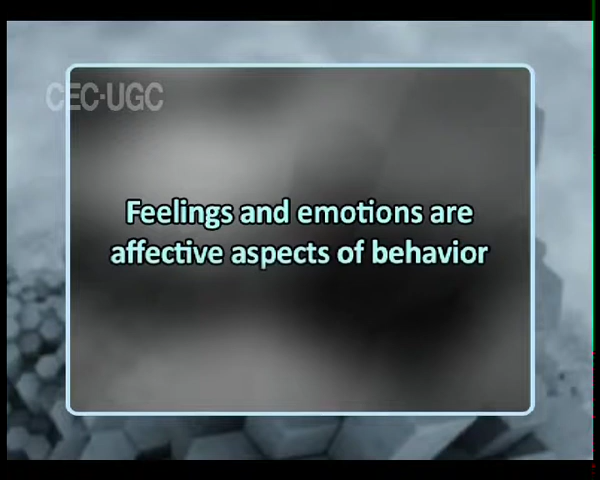 CEC-UGC
Feelings and emotions are
affective aspects of behavior